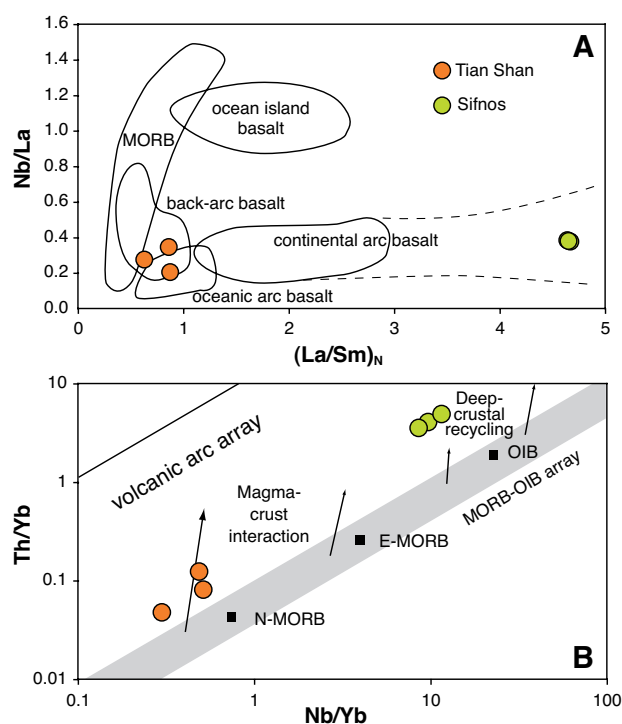 A
Tian Shan
Sifnos
Nb/La
1.6
1.4
1.2
1.0
0.8
0.6
0.4
0.2
0.0
ocean island
basalt
MORB
back-arc basalt
continental arc basalt
oceanic arc basalt
0 1 2 3 4 5
(La/Sm)N
B
Th/Yb
10
1
0.1
0.01
volcanic arc array
Deep-
crustal
recycling
OIB
MORB-OIB array
Magma-
crust
interaction
E-MORB
N-MORB
0.1 1 10 100
Nb/Yb